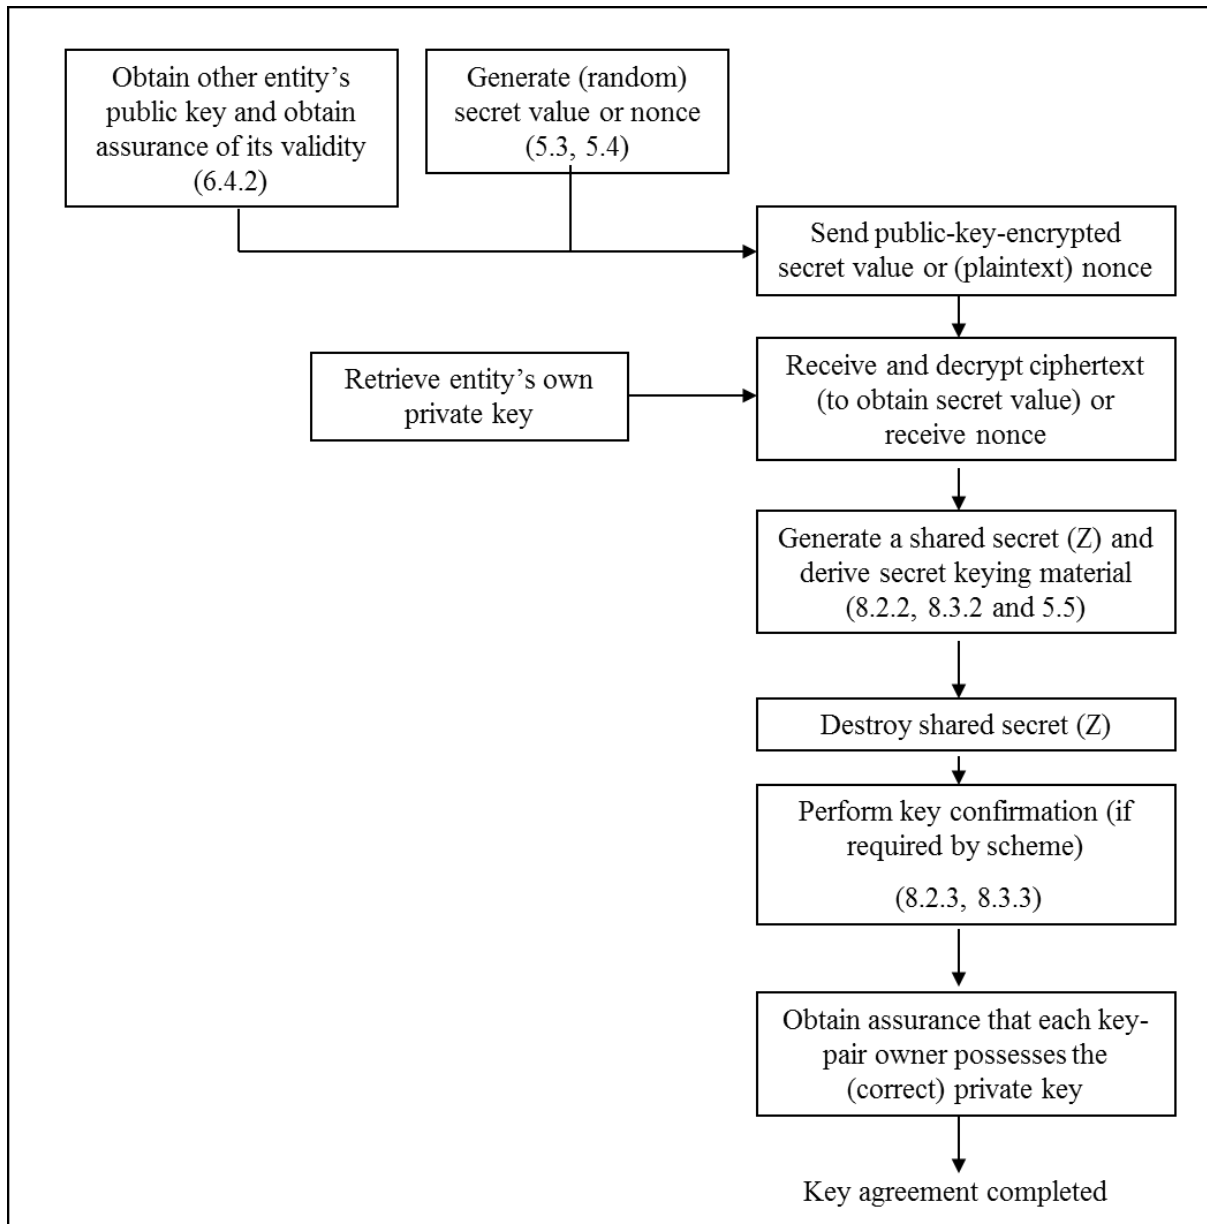 Obtain other entity’s
public key and obtain
assurance of its validity
(6.4.2)
Generate (random)
secret value or nonce
(5.3, 5.4)
Send public-key-encrypted
secret value or (plaintext) nonce
Retrieve entity’s own
private key
Receive and decrypt ciphertext
(to obtain secret value) or
receive nonce
Generate a shared secret (Z) and
derive secret keying material
(8.2.2, 8.3.2 and 5.5)
Destroy shared secret (Z)
Perform key confirmation (if
required by scheme)
(8.2.3, 8.3.3)
Obtain assurance that each key-
pair owner possesses the
(correct) private key
Key agreement completed